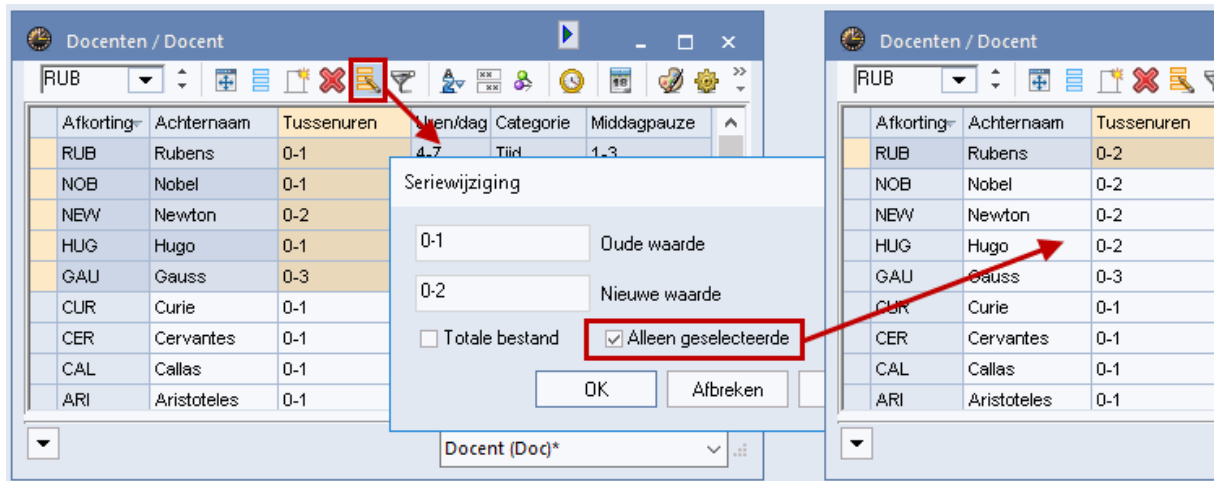 Docenten / Docent
RUB
Afkorting Achternaam Tussenuren Uren/dag Categorie Middagpauze
RUB Rubens 0-1 4-7 Tijd 1-3
NOB Nobel 0-1
NEW Newton 0-2
HUG Hugo 0-1
GAU Gauss 0-3
CUR Curie 0-1
CER Cervantes 0-1
CAL Callas 0-1
ARI Aristoteles 0-1
Docent (Doc)*
Seriewijziging
0-1 Oude waarde
0-2 Nieuwe waarde
Totale bestand Alleen geselecteerde
OK Afbreken
Docenten / Docent
RUB
Afkorting Achternaam Tussenuren
RUB Rubens 0-2
NOB Nobel 0-2
NEW Newton 0-2
HUG Hugo 0-2
GAU Gauss 0-3
CUR Curie 0-1
CER Cervantes 0-1
CAL Callas 0-1
ARI Aristoteles 0-1